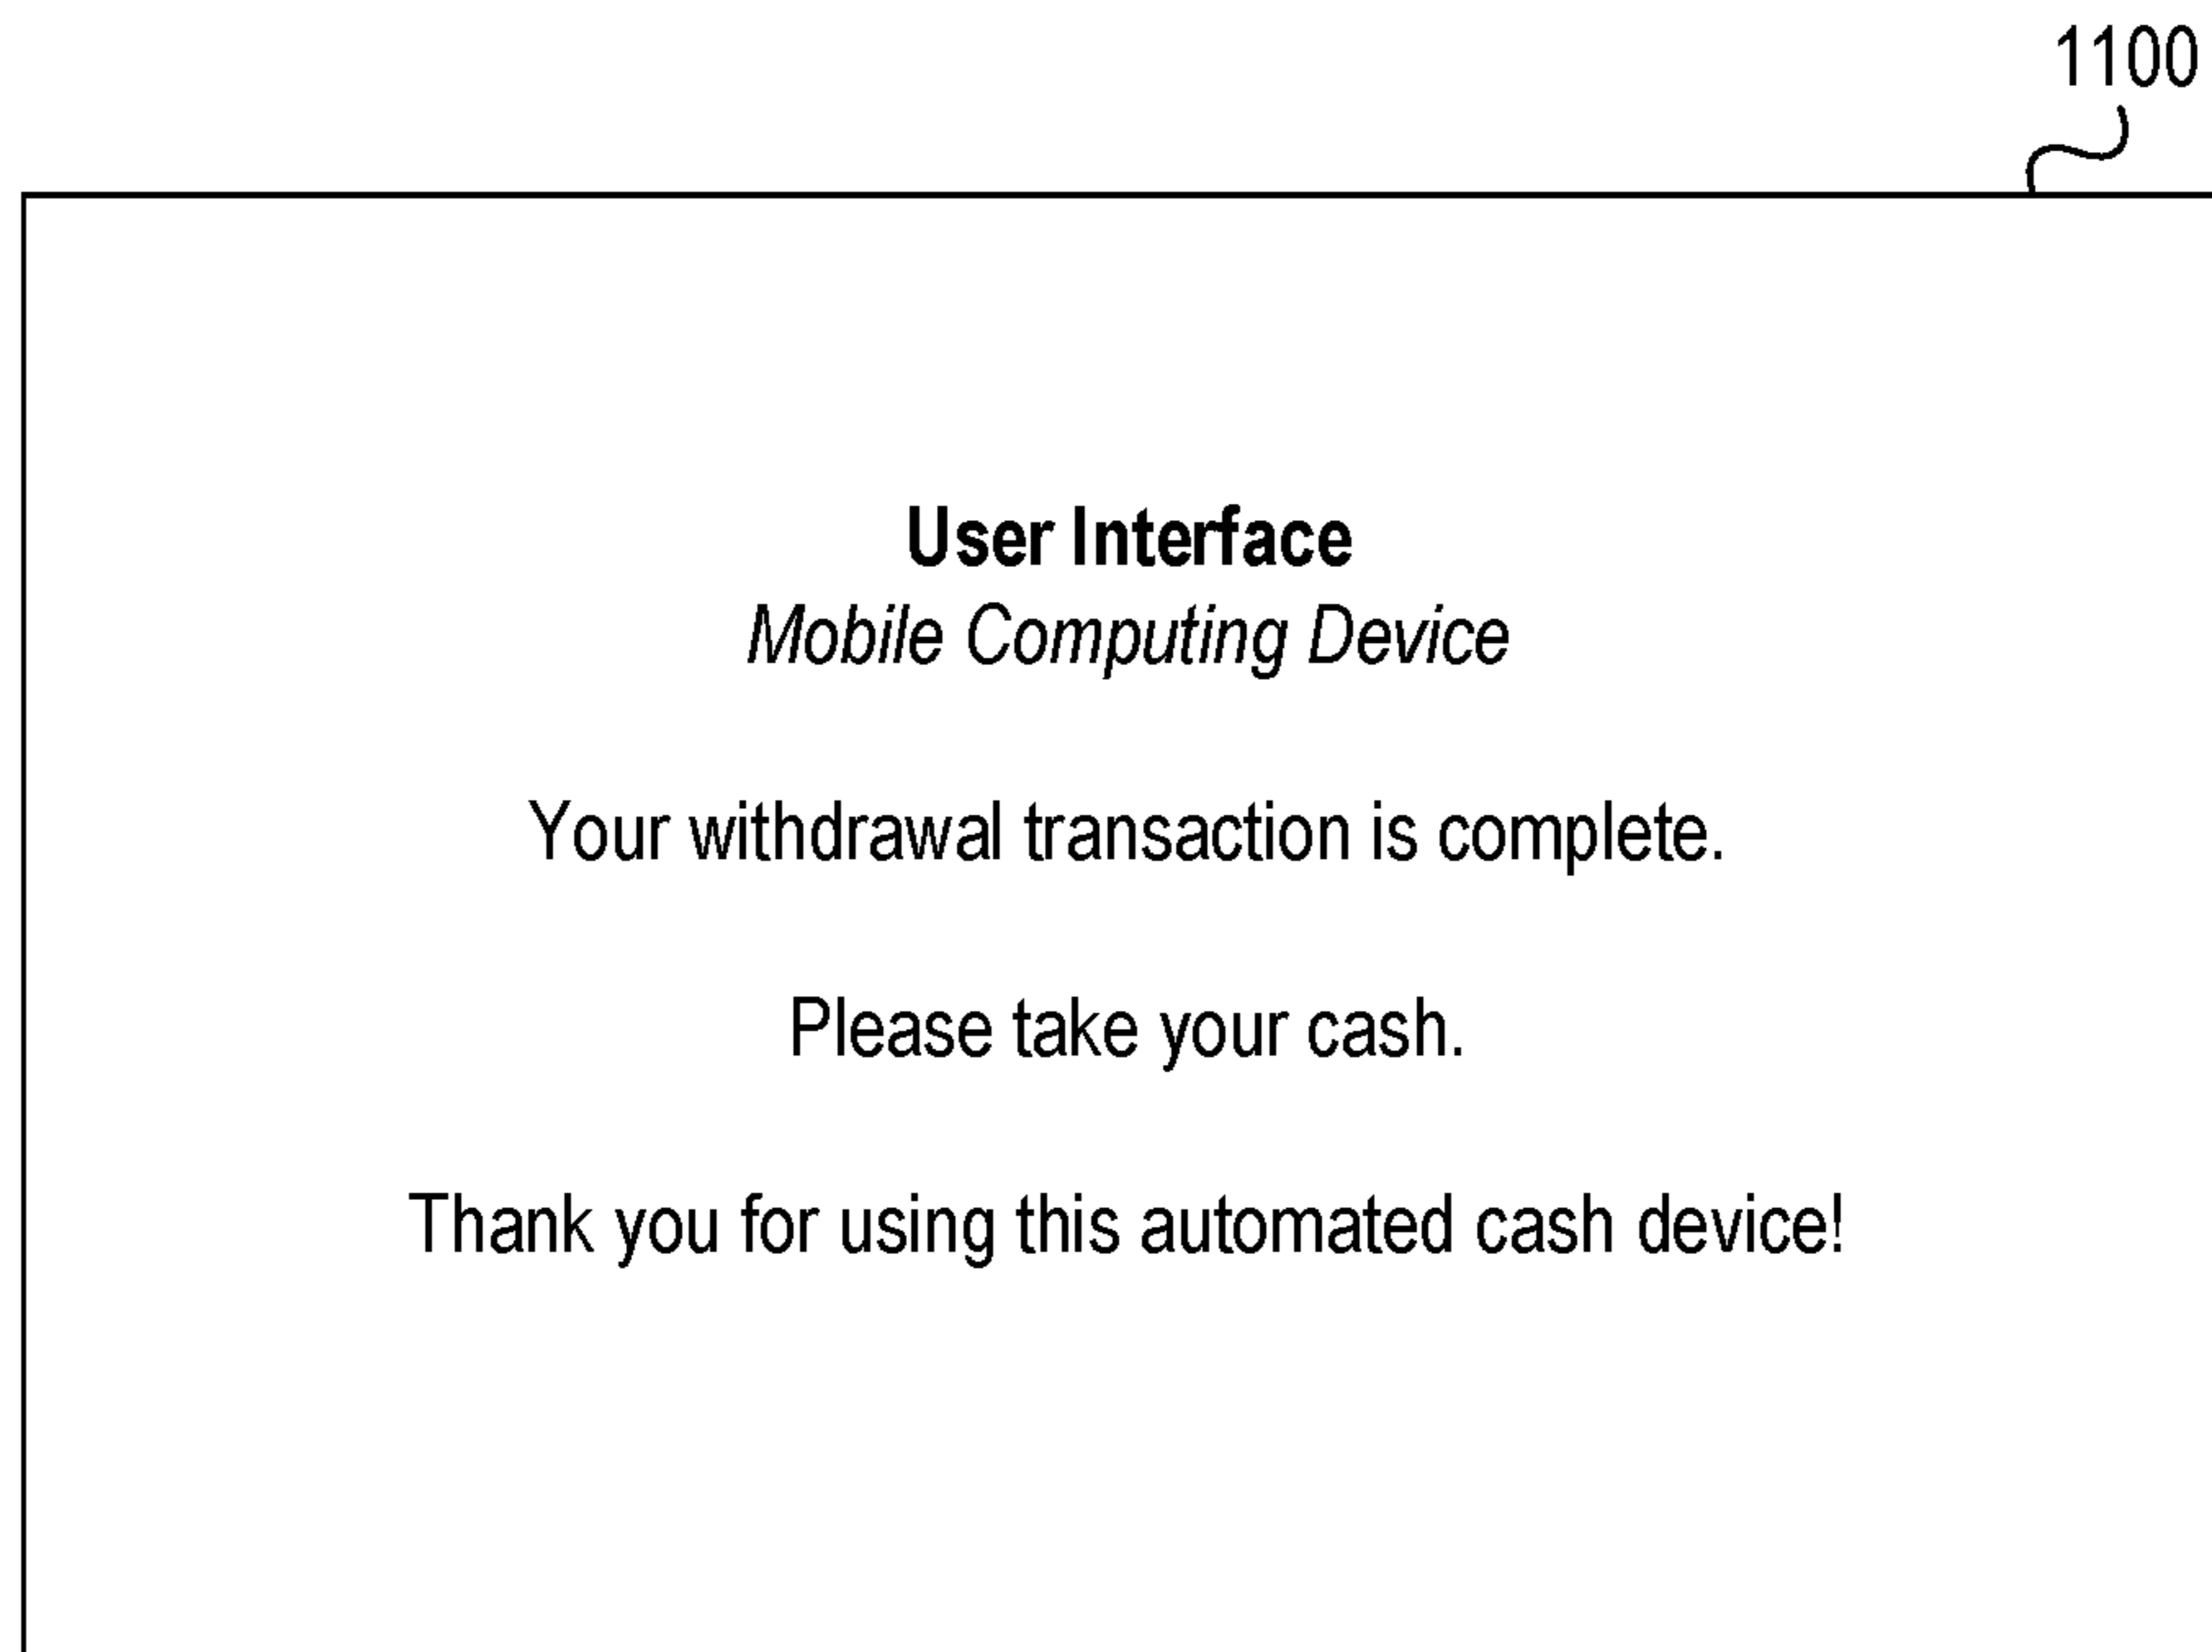 1100
User Interface
Mobile Computing Device
Your withdrawal transaction is complete.
Please take your cash.
Thank you for using this automated cash device!